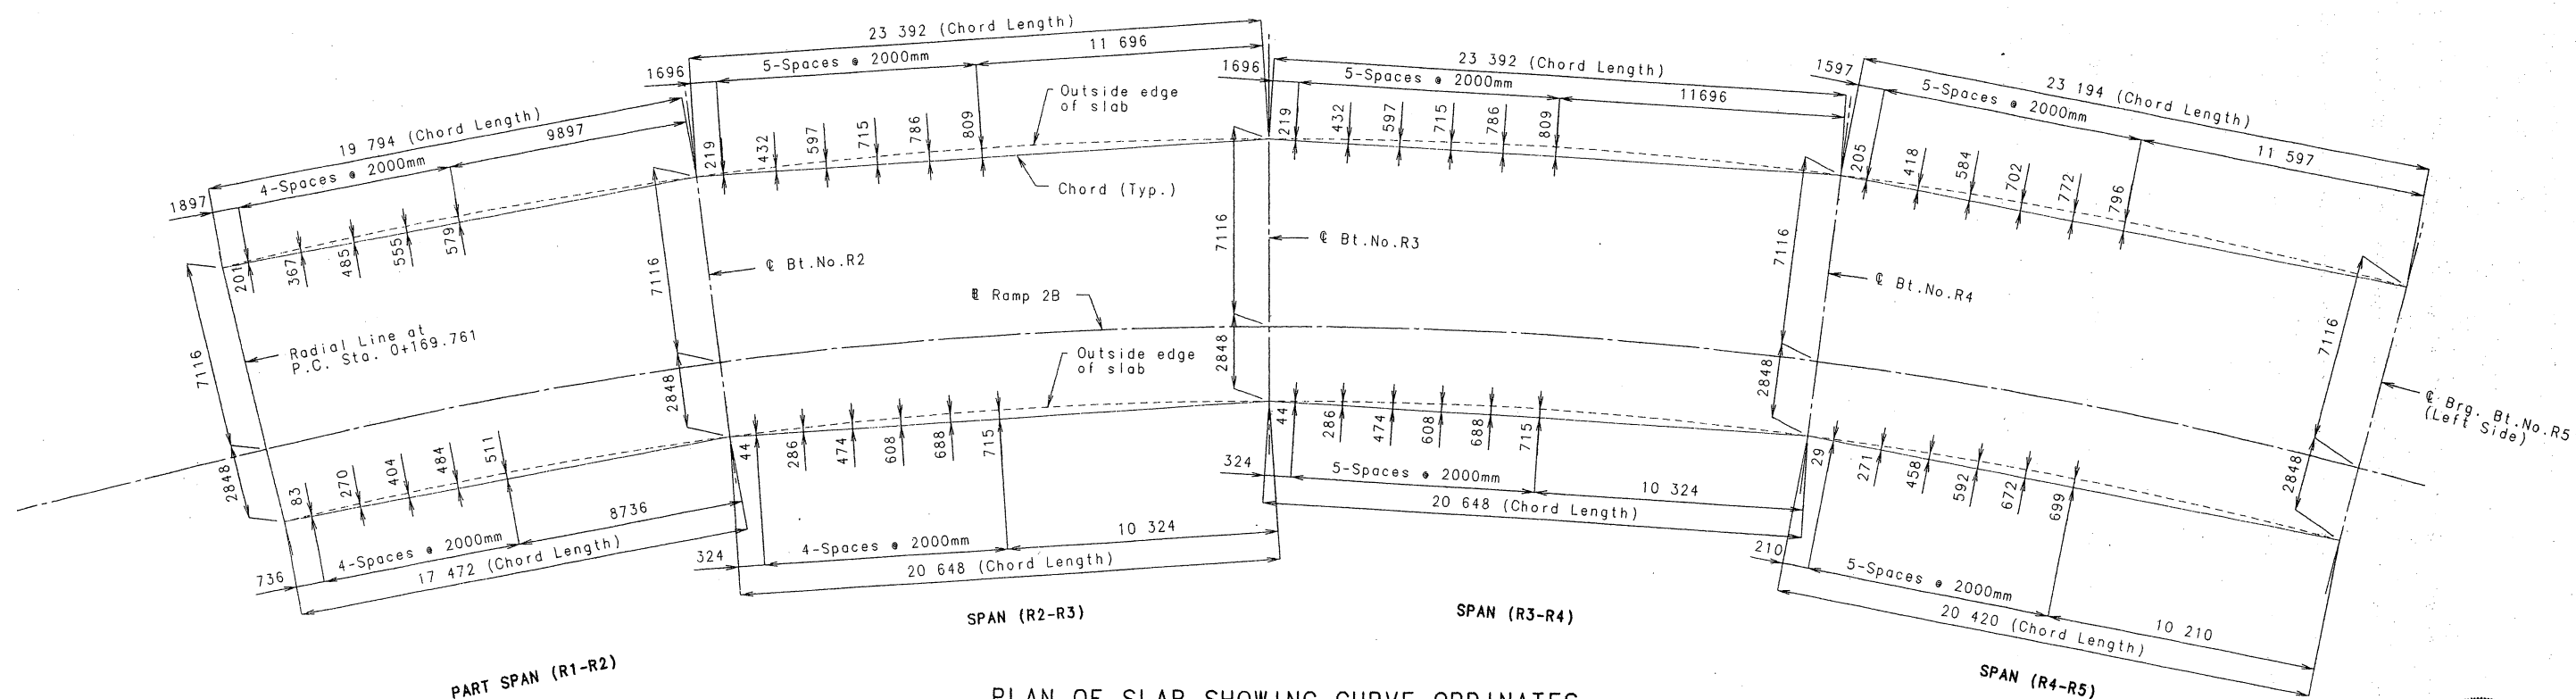 23 392 (Chord Length)
11 696
5-Spaces @ 2000mm
1696
23 392 (Chord Length)
5-Spaces @ 2000mm
11696
1696
1597
23 194 (Chord Length)
5-Spaces @ 2000mm
11 597
19 794 (Chord Length)
9897
4-Spaces @ 2000mm
1897
Outside edge
of slab
Chord (Typ.)
219
432
597
715
786
809
219
432
597
715
786
809
205
418
584
702
772
796
201
367
485
555
579
7116
7116
7116
7116
7116
℄ Bt.No.R2
℄ Bt.No.R3
℄ Bt.No.R4
Ramp 2B
Radial Line at
P.C. Sta. 0+169.761
Outside edge
of slab
℄ Brg. Bt.No.R5
(Left Side)
2848
2848
2848
2848
2848
83
270
404
484
511
44
286
474
608
688
715
44
286
474
608
688
715
29
271
458
592
672
699
736
4-Spaces @ 2000mm
8736
17 472 (Chord Length)
324
4-Spaces @ 2000mm
10 324
20 648 (Chord Length)
324
5-Spaces @ 2000mm
10 324
20 648 (Chord Length)
210
5-Spaces @ 2000mm
10 210
20 420 (Chord Length)
PART SPAN (R1-R2)
SPAN (R2-R3)
SPAN (R3-R4)
SPAN (R4-R5)
PLAN OF SLAB SHOWING CURVE ORDINATES